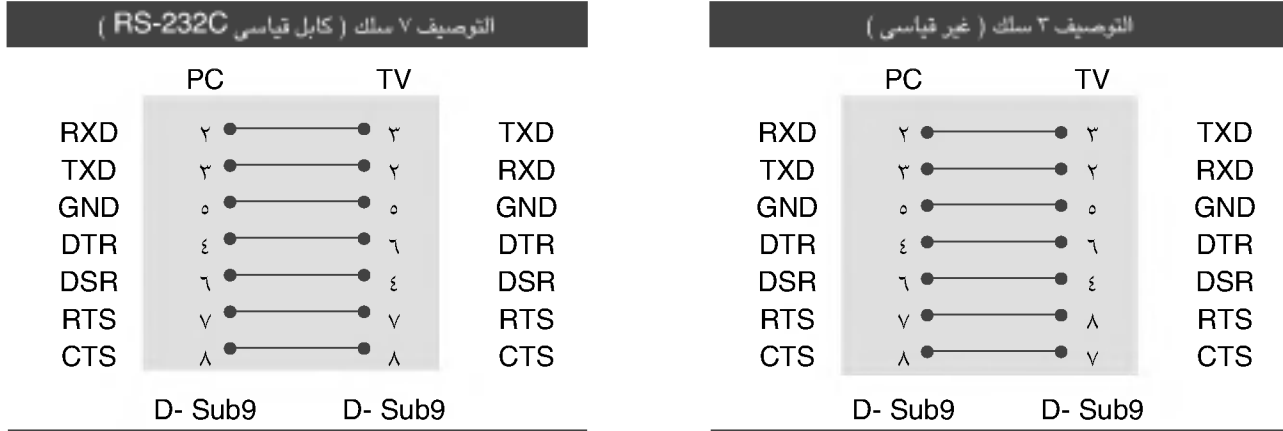 التوصيف ٧ سلك ( كابل قياسى RS-232C )
PC TV
RXD ٢ ٣ TXD
TXD ٣ ٢ RXD
GND ٥ ٥ GND
DTR ٤ ٦ DTR
DSR ٦ ٤ DSR
RTS ٧ ٧ RTS
CTS ٨ ٨ CTS
D- Sub9 D- Sub9
التوصيف ٣ سلك ( غير قياسى )
PC TV
RXD ٢ ٣ TXD
TXD ٣ ٢ RXD
GND ٥ ٥ GND
DTR ٤ ٦ DTR
DSR ٦ ٤ DSR
RTS ٧ ٨ RTS
CTS ٨ ٧ CTS
D- Sub9 D- Sub9